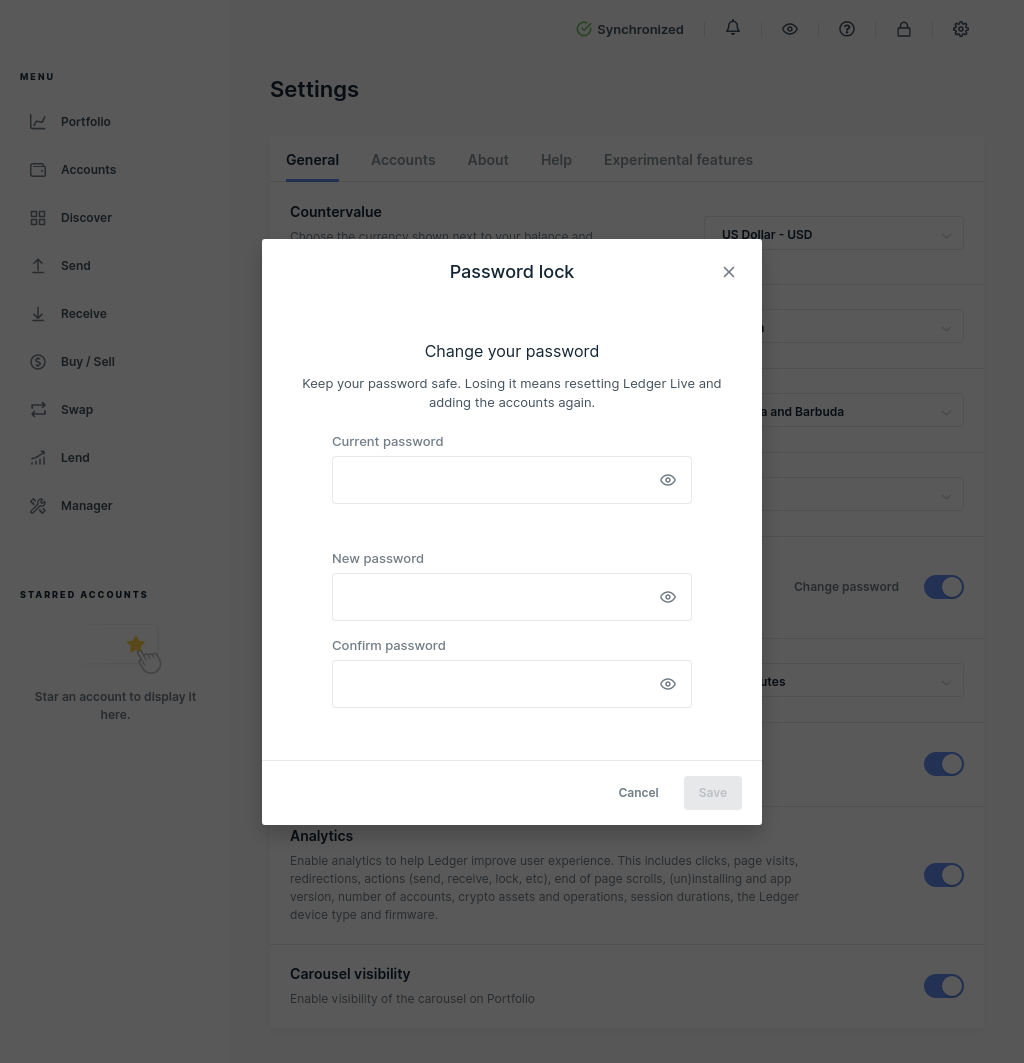 Synchronized
MENU
Portfolio
Accounts
Discover
Send
Receive
Buy / Sell
Swap
Lend
Manager
STARRED ACCOUNTS
Star an account to display it
here.
Settings
General
Accounts
About
Help
Experimental features
Countervalue
Choose the currency shown next to your balance and
US Dollar - USD
and Barbuda
Change password
Password lock
Change your password
Keep your password safe. Losing it means resetting Ledger Live and
adding the accounts again.
Current password
New password
Confirm password
Cancel
Save
Analytics
Enable analytics to help Ledger improve user experience. This includes clicks, page visits,
redirections, actions (send, receive, lock, etc), end of page scrolls, (un)installing and app
version, number of accounts, crypto assets and operations, session durations, the Ledger
device type and firmware.
Carousel visibility
Enable visibility of the carousel on Portfolio